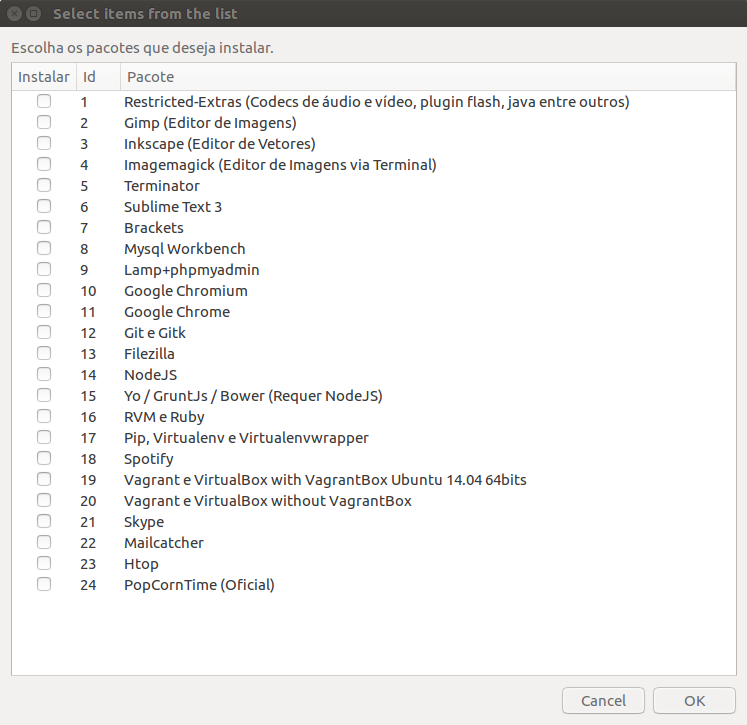 Select items from the list
Escolha os pacotes que deseja instalar.
Instalar Id Pacote
1 Restricted-Extras (Codecs de áudio e vídeo, plugin flash, java entre outros)
2 Gimp (Editor de Imagens)
3 Inkscape (Editor de Vetores)
4 Imagemagick (Editor de Imagens via Terminal)
5 Terminator
6 Sublime Text 3
7 Brackets
8 Mysql Workbench
9 Lamp+phpmyadmin
10 Google Chromium
11 Google Chrome
12 Git e Gitk
13 Filezilla
14 NodeJS
15 Yo / GruntJs / Bower (Requer NodeJS)
16 RVM e Ruby
17 Pip, Virtualenv e Virtualenvwrapper
18 Spotify
19 Vagrant e VirtualBox with VagrantBox Ubuntu 14.04 64bits
20 Vagrant e VirtualBox without VagrantBox
21 Skype
22 Mailcatcher
23 Htop
24 PopCornTime (Oficial)
Cancel OK